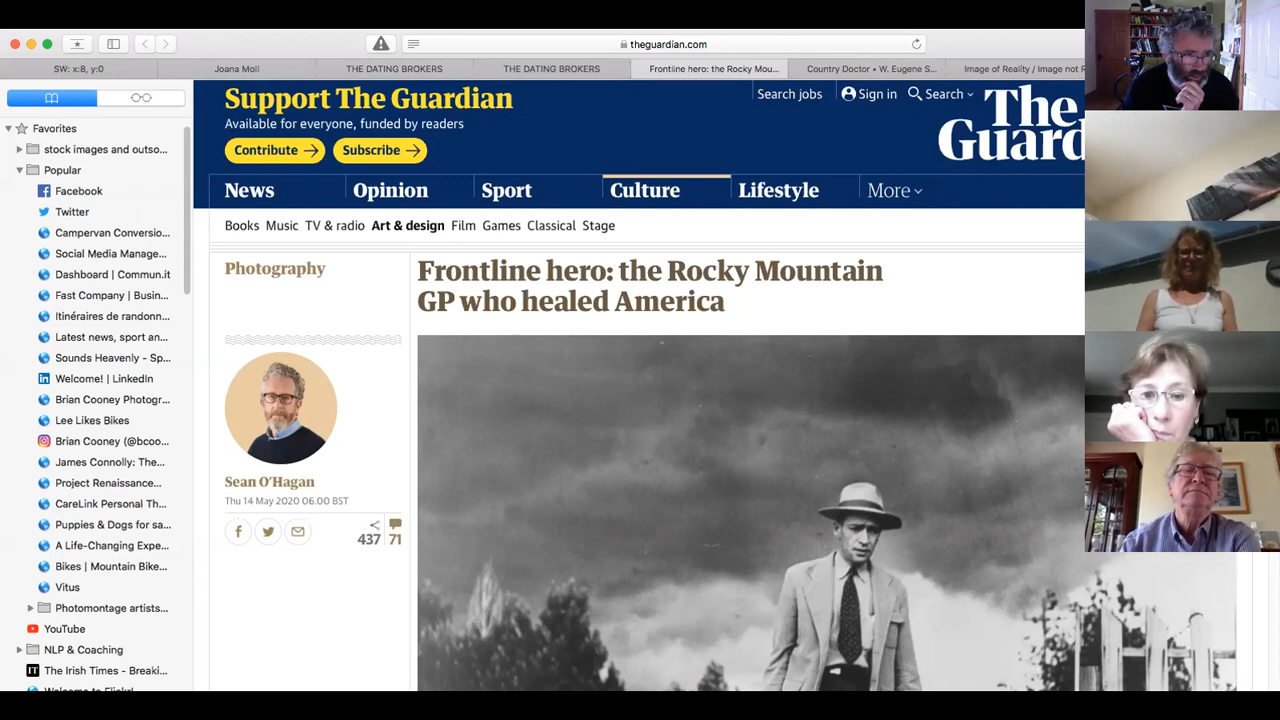 theguardian.com
SW: x:8, y:0
Joana Moll
THE DATING BROKERS
THE DATING BROKERS
Frontline hero: the Rocky Mou...
Country Doctor • W. Eugene S...
Image of Reality / Image not
Favorites
stock images and outso...
Popular
Facebook
Twitter
Campervan Conversio...
Social Media Manage...
Dashboard | Commun.it
Fast Company | Busin...
Itinéraires de randonn...
Latest news, sport an...
Sounds Heavenly - Sp...
Welcome! | LinkedIn
Brian Cooney Photogr...
Lee Likes Bikes
Brian Cooney (@bcoo...
James Connolly: The...
Project Renaissance...
CareLink Personal Th...
Puppies & Dogs for sa...
A Life-Changing Expe...
Bikes | Mountain Bike...
Vitus
Photomontage artists...
YouTube
NLP & Coaching
The Irish Times - Breaki...
Welcome to Flickr!
Support The Guardian
Available for everyone, funded by readers
Contribute
Subscribe
Search jobs
Sign in
Search
The
Guard
News
Opinion
Sport
Culture
Lifestyle
More
Books Music TV & radio Art & design Film Games Classical Stage
Photography
Frontline hero: the Rocky Mountain
GP who healed America
Sean O'Hagan
Thu 14 May 2020 06.00 BST
437
71